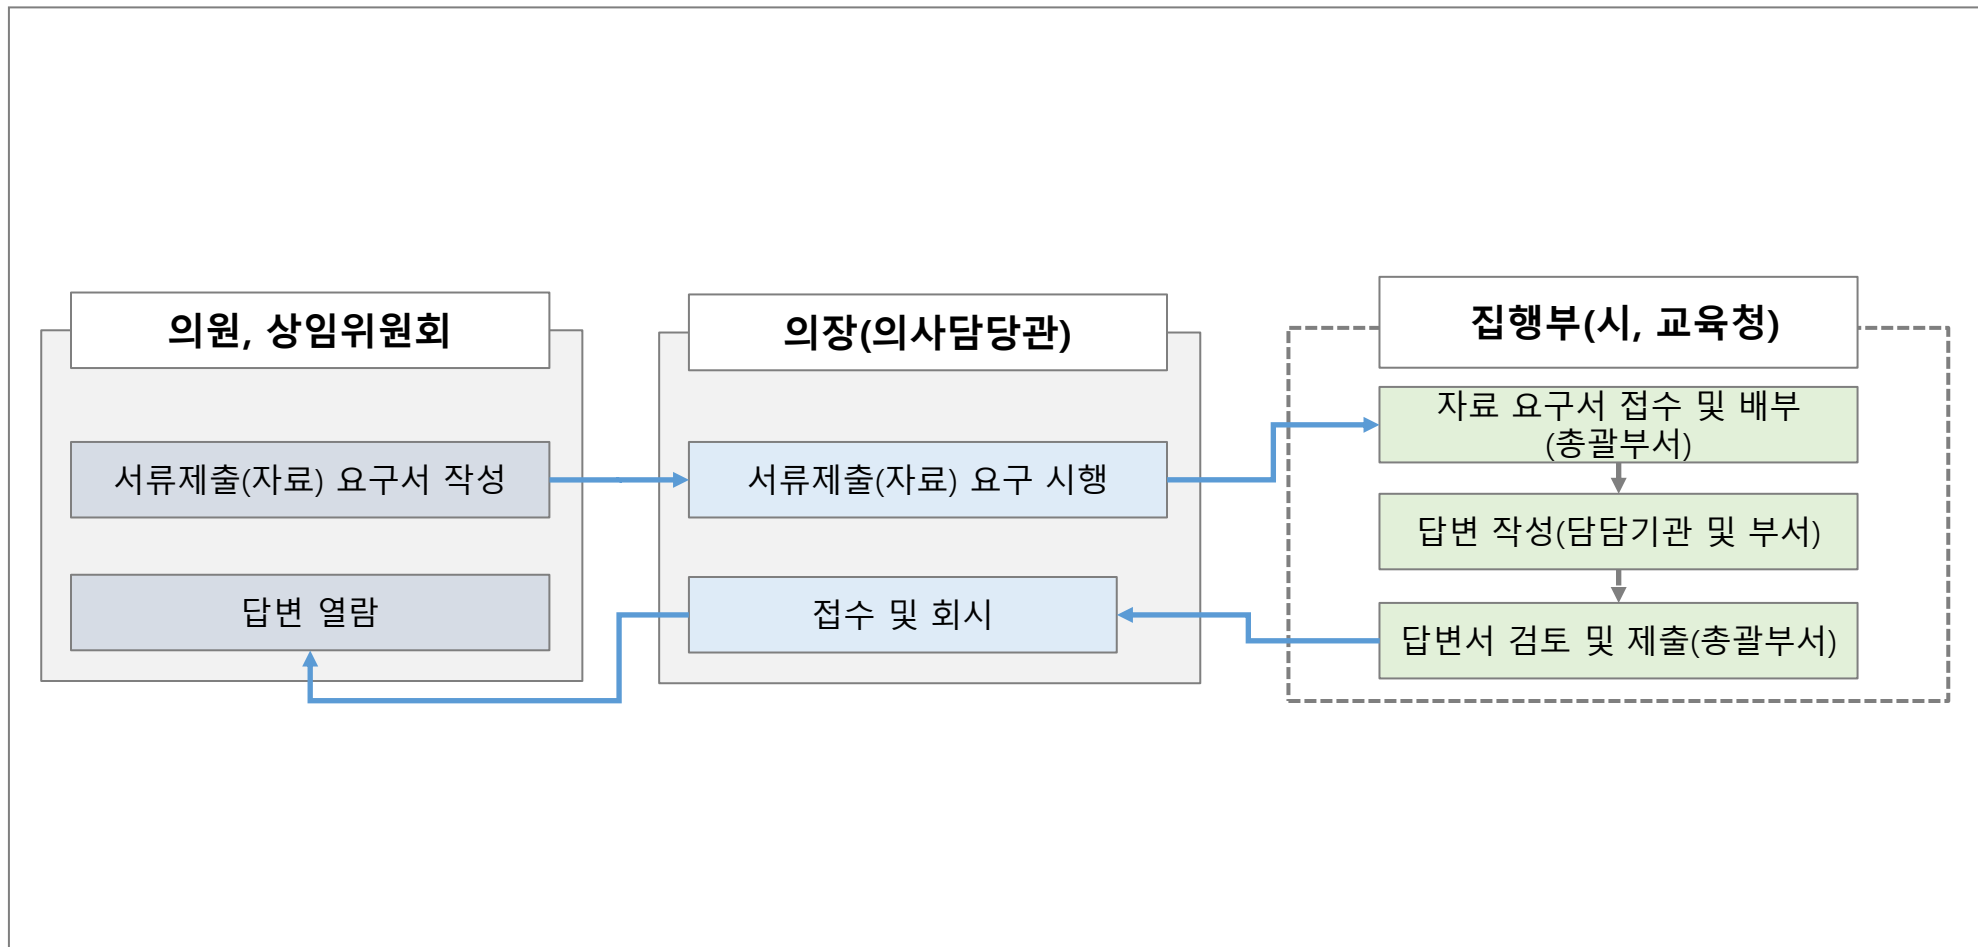 의원, 상임위원회
서류제출(자료) 요구서 작성
답변 열람
의장(의사담당관)
서류제출(자료) 요구 시행
접수 및 회시
집행부(시, 교육청)
자료 요구서 접수 및 배부
(총괄부서)
답변 작성(담담기관 및 부서)
답변서 검토 및 제출(총괄부서)